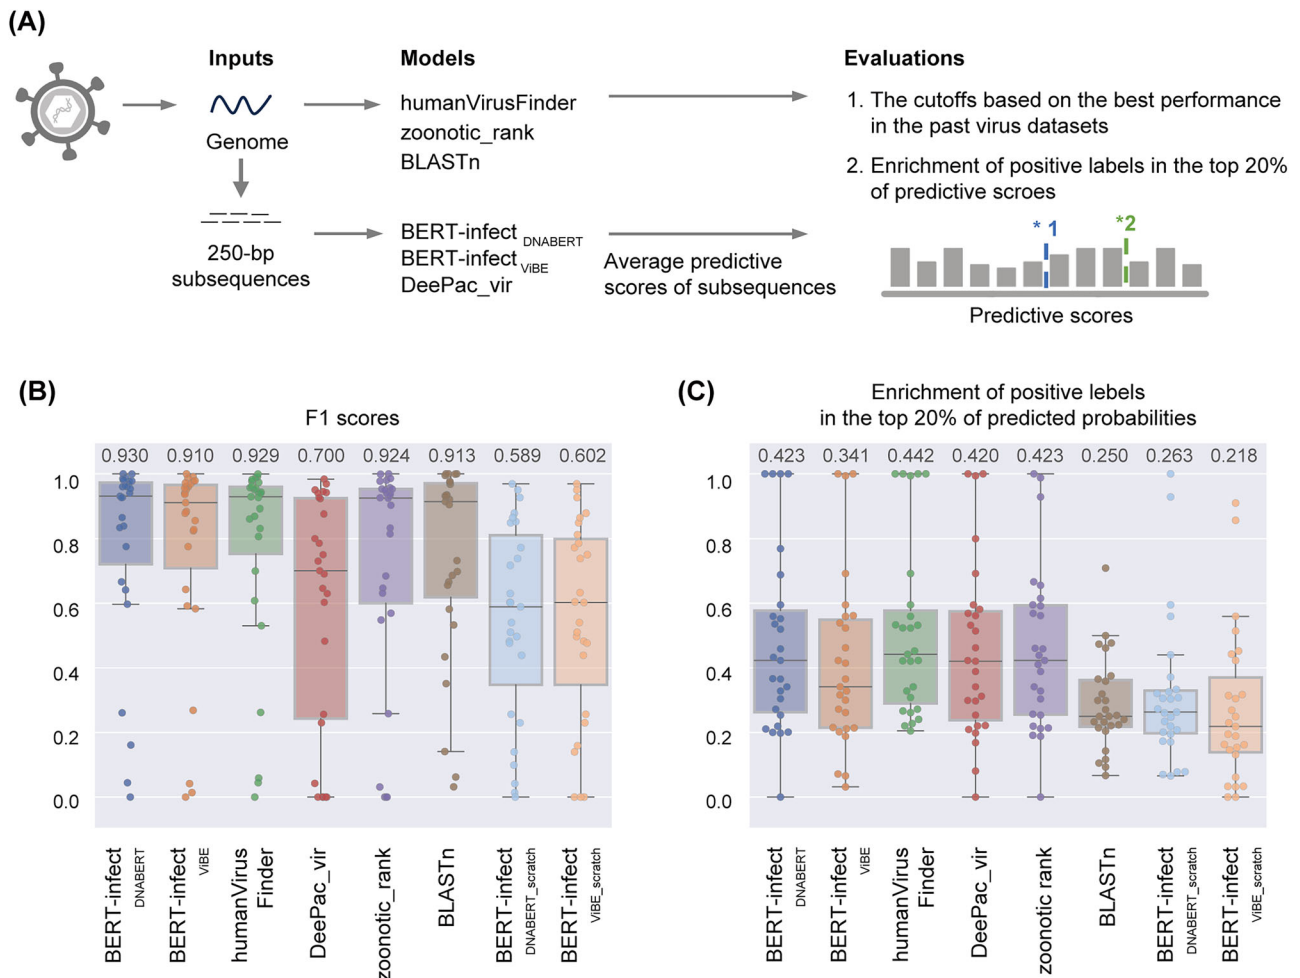 (A)
Inputs
Models
Evaluations
Genome
humanVirusFinder
zoonotic_rank
BLASTn
1. The cutoffs based on the best performance
in the past virus datasets
2. Enrichment of positive labels in the top 20%
of predictive scroes
250-bp
subsequences
BERT-infect DNABERT
BERT-infect ViBE
DeePac_vir
Average predictive
scores of subsequences
* 1
*2
Predictive scores
(B)
F1 scores
0.930 0.910 0.929 0.700 0.924 0.913 0.589 0.602
1.0
0.8
0.6
0.4
0.2
0.0
BERT-infect
DNABERT
BERT-infect
ViBE
humanVirus
Finder
DeePac_vir
zoonotic_rank
BLASTn
BERT-infect
DNABERT_scratch
BERT-infect
ViBE_scratch
(C)
Enrichment of positive lebels
in the top 20% of predicted probabilities
0.423 0.341 0.442 0.420 0.423 0.250 0.263 0.218
1.0
0.8
0.6
0.4
0.2
0.0
BERT-infect
DNABERT
BERT-infect
ViBE
humanVirus
Finder
DeePac_vir
zoonotic rank
BLASTn
BERT-infect
DNABERT_scratch
BERT-infect
ViBE_scratch